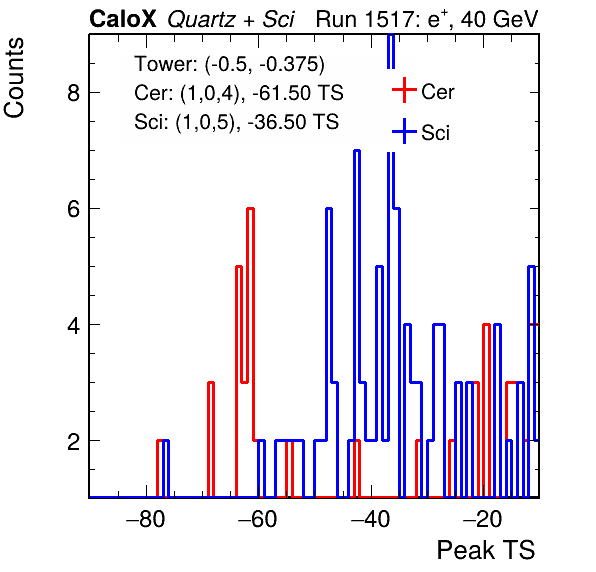 CaloX Quartz + Sci Run 1517: e+, 40 GeV
Counts
Tower: (-0.5, -0.375)
Cer: (1,0,4), -61.50 TS
Sci: (1,0,5), -36.50 TS
Cer
Sci
8
6
4
2
−80 −60 −40 −20
Peak TS